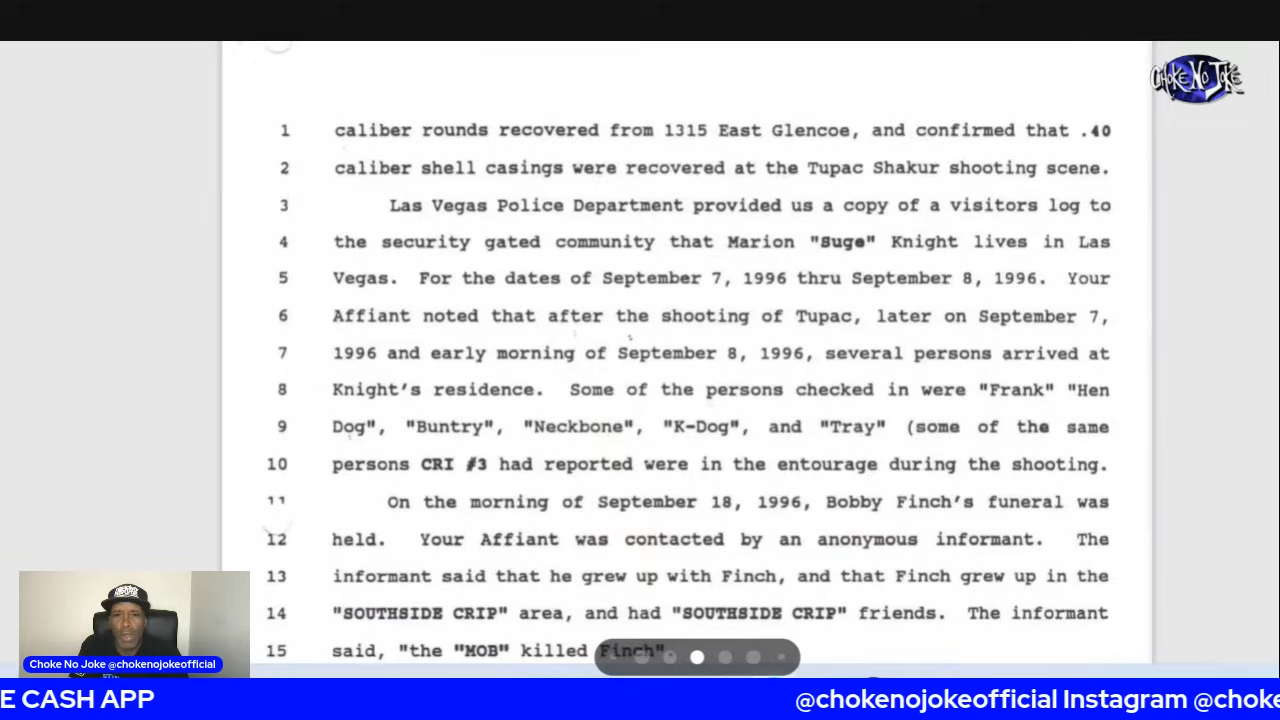 CHOKE NO JOKE
1 caliber rounds recovered from 1315 East Glencoe, and confirmed that .40
2 caliber shell casings were recovered at the Tupac Shakur shooting scene.
3 Las Vegas Police Department provided us a copy of a visitors log to
4 the security gated community that Marion "Suge" Knight lives in Las
5 Vegas. For the dates of September 7, 1996 thru September 8, 1996. Your
6 Affiant noted that after the shooting of Tupac, later on September 7,
7 1996 and early morning of September 8, 1996, several persons arrived at
8 Knight's residence. Some of the persons checked in were "Frank" "Hen
9 Dog", "Buntry", "Neckbone", "K-Dog", and "Tray" (some of the same
10 persons CRI #3 had reported were in the entourage during the shooting.
11 On the morning of September 18, 1996, Bobby Finch's funeral was
12 held. Your Affiant was contacted by an anonymous informant. The
13 informant said that he grew up with Finch, and that Finch grew up in the
14 "SOUTHSIDE CRIP" area, and had "SOUTHSIDE CRIP" friends. The informant
15 said, "the "MOB" killed Finch"
Choke No Joke @chokenojokeofficial
E CASH APP @chokenojokeofficial Instagram @choke